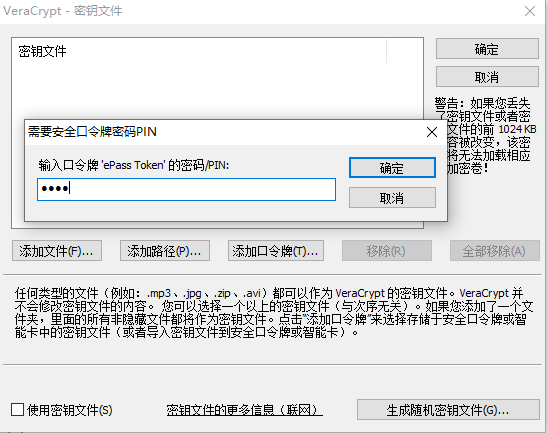 VeraCrypt - 密钥文件
密钥文件
确定
取消
警告：如果您丢失
了密钥文件或者密
文件的前 1024 KB
容被改变，该密
将无法加载相应
加密卷！
需要安全口令牌密码PIN
输入口令牌 'ePass Token' 的密码/PIN:
••••
确定
取消
添加文件(F)...
添加路径(P)...
添加口令牌(T)...
移除(R)
全部移除(A)
任何类型的文件（例如：.mp3、.jpg、.zip、.avi）都可以作为 VeraCrypt 的密钥文件。VeraCrypt 并
不会修改密钥文件的内容。 您可以选择一个以上的密钥文件（与次序无关）。如果您添加了一个文
件夹，里面的所有非隐藏文件都将作为密钥文件。点击“添加口令牌”来选择存储于安全口令牌或智
能卡中的密钥文件（或者导入密钥文件到安全口令牌或智能卡）。
使用密钥文件(S)
密钥文件的更多信息（联网）
生成随机密钥文件(G)...